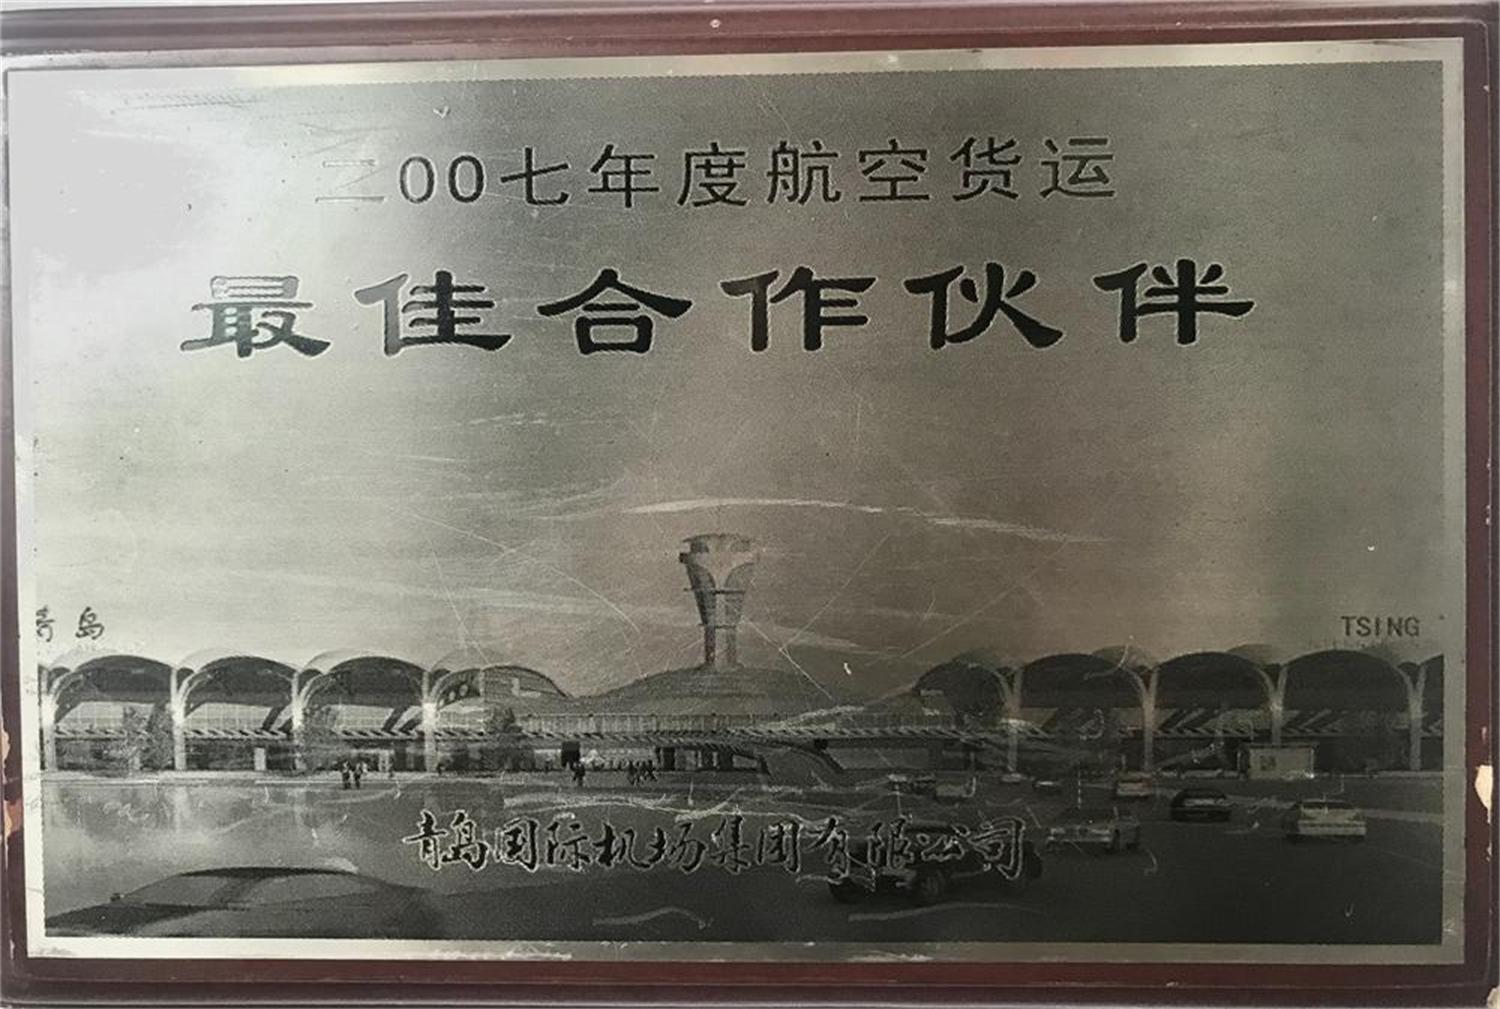 二00七年度航空货运
最佳合作伙伴
青岛
TSING
青岛国际机场集团有限公司